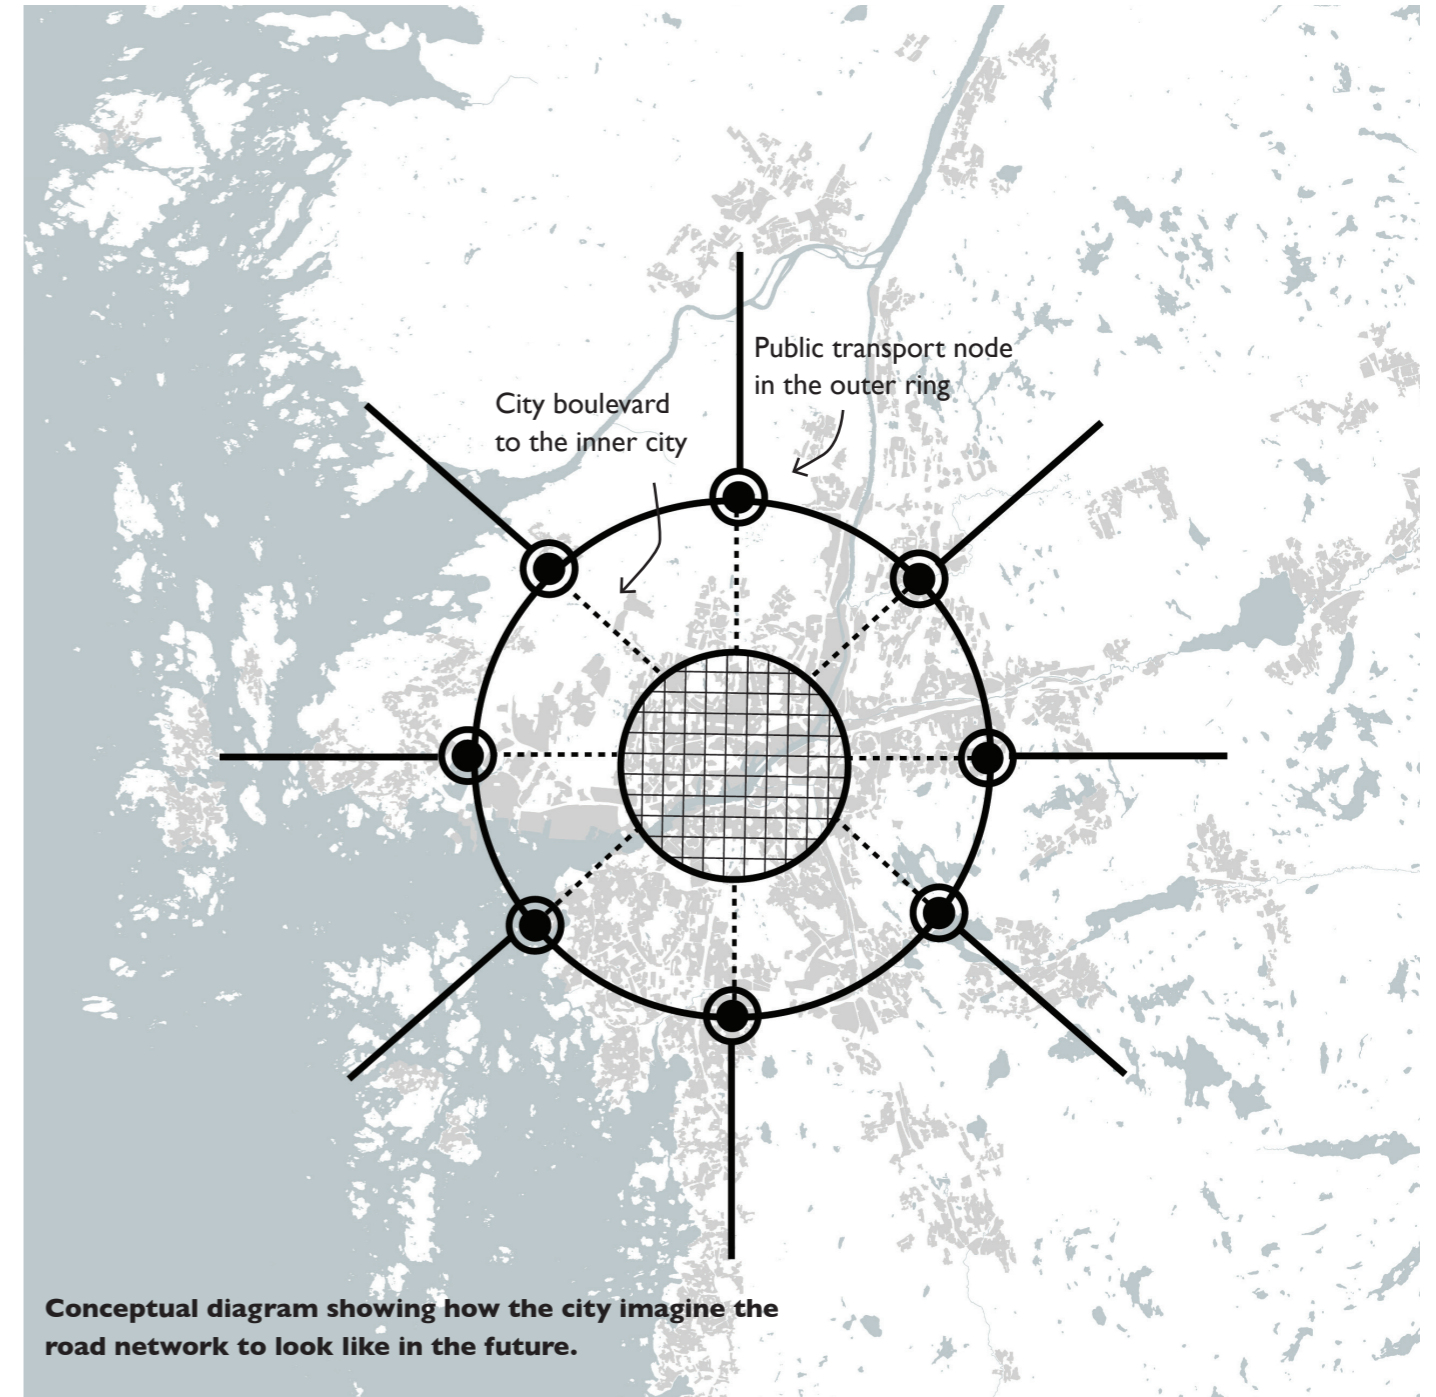 Public transport node
in the outer ring
City boulevard
to the inner city
Conceptual diagram showing how the city imagine the
road network to look like in the future.